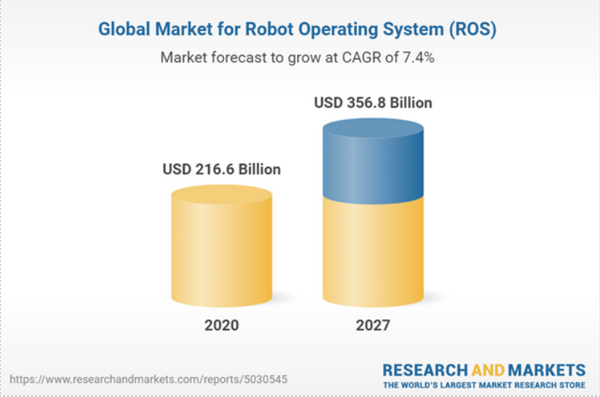 Global Market for Robot Operating System (ROS)
Market forecast to grow at CAGR of 7.4%
USD 356.8 Billion
USD 216.6 Billion
2020
2027
https://www.researchandmarkets.com/reports/5030545
RESEARCH AND MARKETS
THE WORLD'S LARGEST MARKET RESEARCH STORE